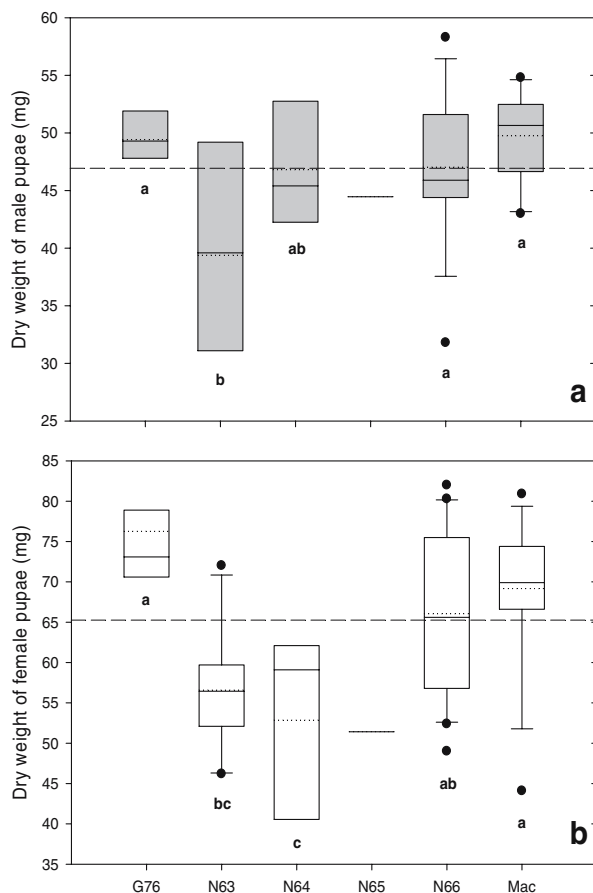 Dry weight of male pupae (mg)
60
55
50
45
40
35
30
25
a
b
ab
a
a
a
Dry weight of female pupae (mg)
85
80
75
70
65
60
55
50
45
40
35
a
bc
c
ab
a
b
G76 N63 N64 N65 N66 Mac